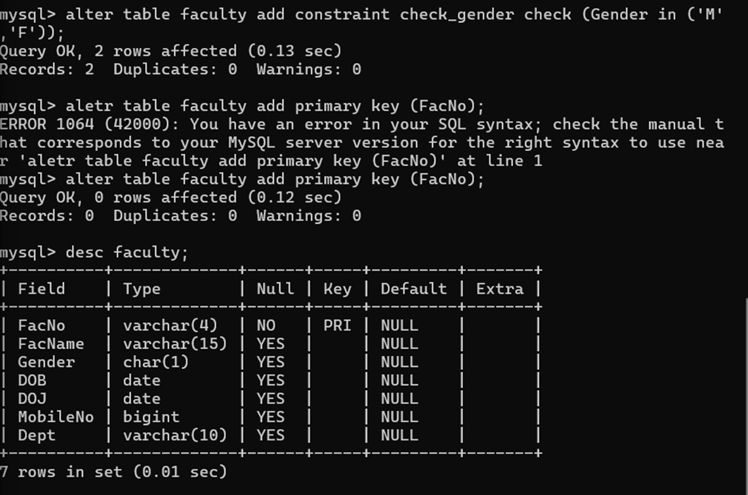 mysql> alter table faculty add constraint check_gender check (Gender in ('M'
,'F'));
Query OK, 2 rows affected (0.13 sec)
Records: 2  Duplicates: 0  Warnings: 0

mysql> aletr table faculty add primary key (FacNo);
ERROR 1064 (42000): You have an error in your SQL syntax; check the manual t
hat corresponds to your MySQL server version for the right syntax to use nea
r 'aletr table faculty add primary key (FacNo)' at line 1
mysql> alter table faculty add primary key (FacNo);
Query OK, 0 rows affected (0.12 sec)
Records: 0  Duplicates: 0  Warnings: 0

mysql> desc faculty;
+----------+-------------+------+-----+---------+-------+
| Field    | Type        | Null | Key | Default | Extra |
+----------+-------------+------+-----+---------+-------+
| FacNo    | varchar(4)  | NO   | PRI | NULL    |       |
| FacName  | varchar(15) | YES  |     | NULL    |       |
| Gender   | char(1)     | YES  |     | NULL    |       |
| DOB      | date        | YES  |     | NULL    |       |
| DOJ      | date        | YES  |     | NULL    |       |
| MobileNo | bigint      | YES  |     | NULL    |       |
| Dept     | varchar(10) | YES  |     | NULL    |       |
+----------+-------------+------+-----+---------+-------+
7 rows in set (0.01 sec)